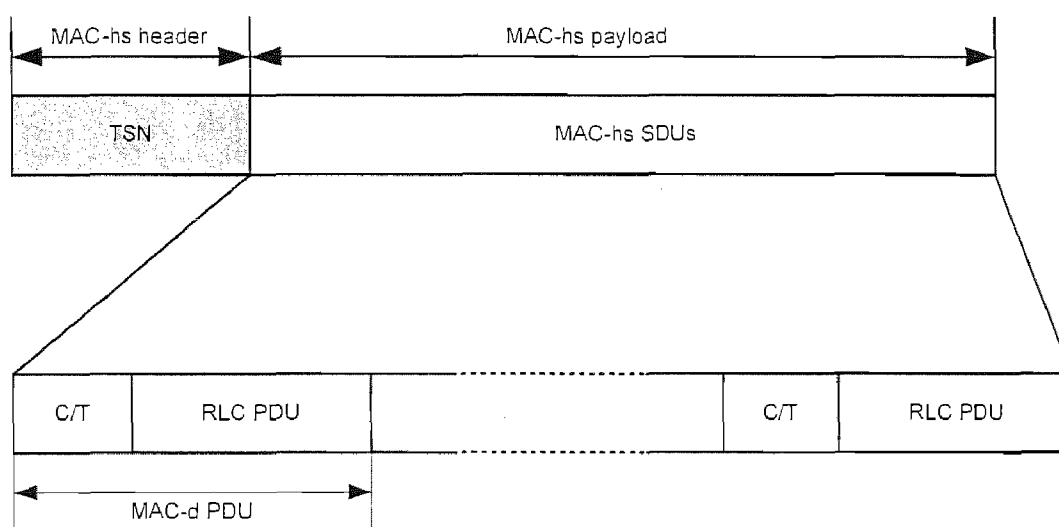 MAC-hs header
MAC-hs payload
TSN
MAC-hs SDUs
C/T
RLC PDU
C/T
RLC PDU
MAC-d PDU